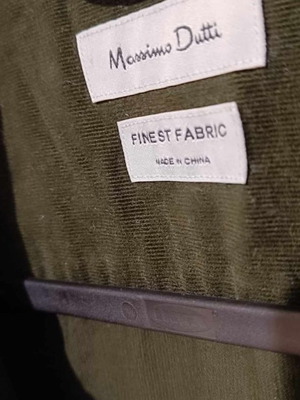 Massimo Dutti
FINEST FABRIC
MADE IN CHINA